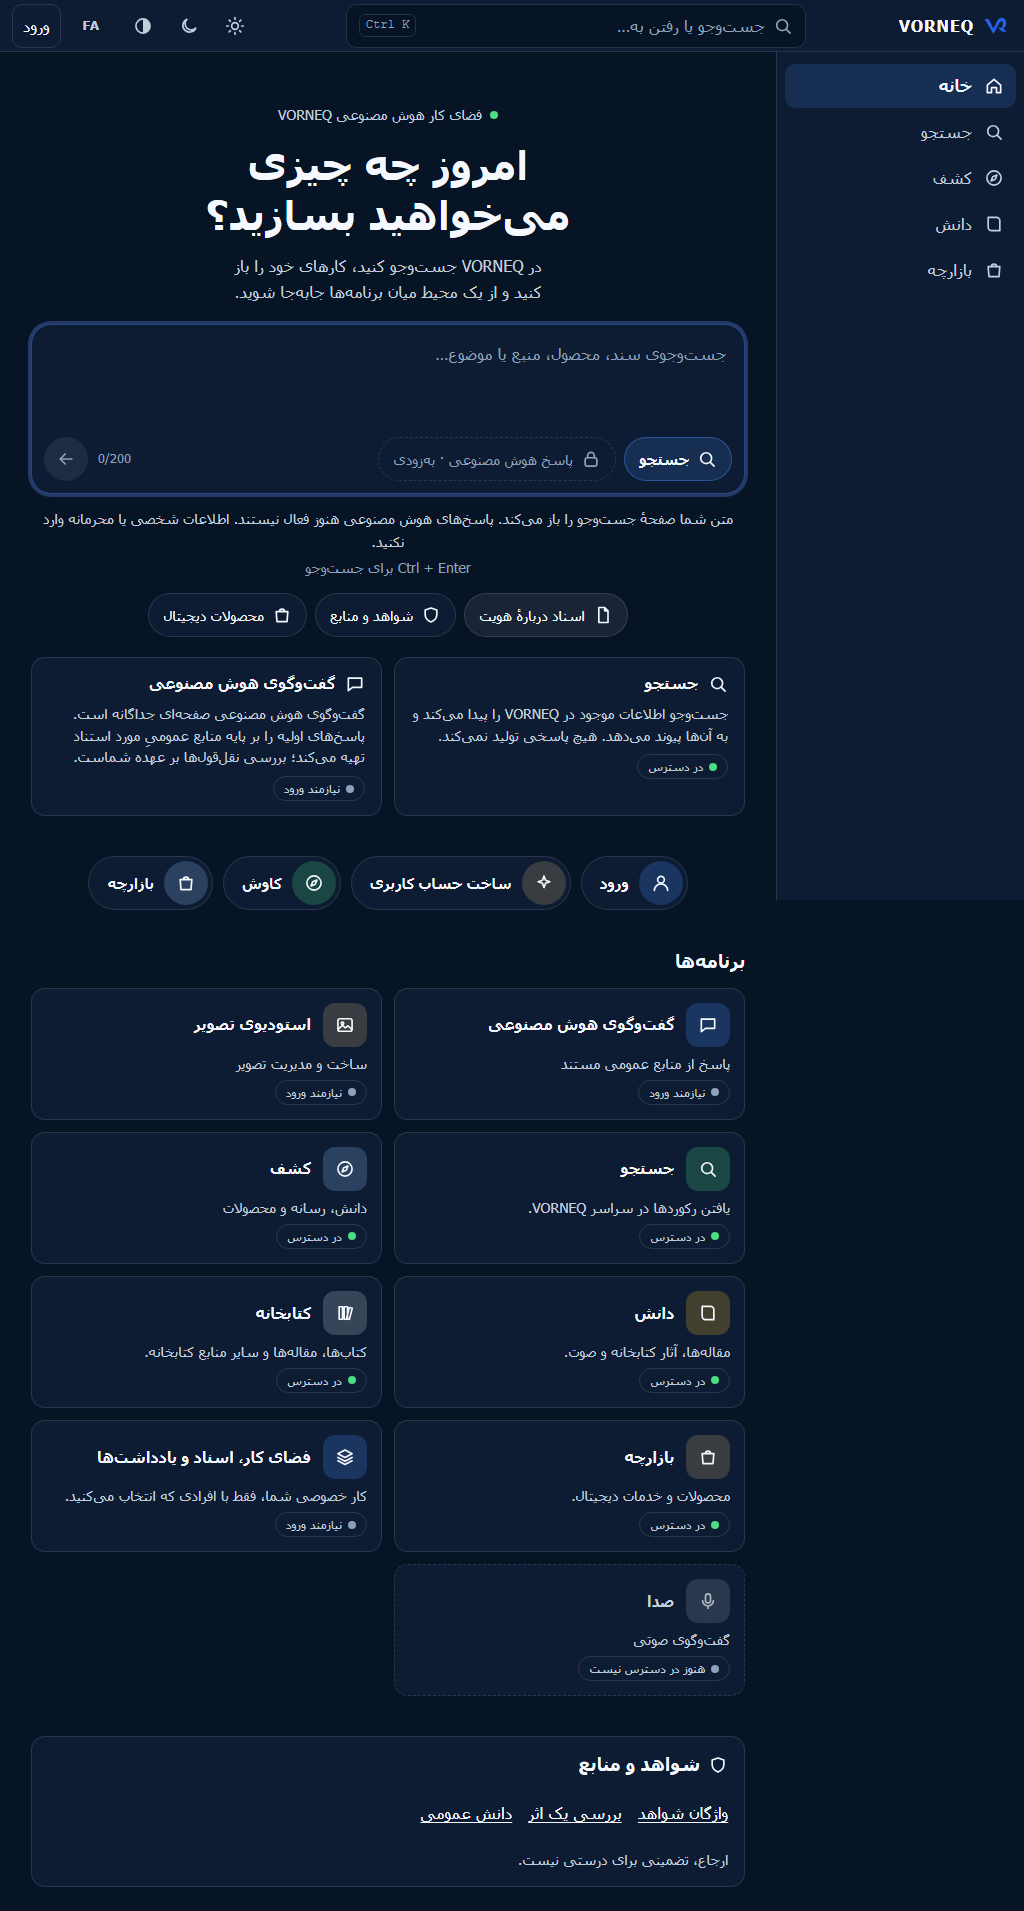 VORNEQ
جست‌وجو یا رفتن به...
Ctrl K
FA
ورود
خانه
جستجو
کشف
دانش
بازارچه
فضای کار هوش مصنوعی VORNEQ
امروز چه چیزی
می‌خواهید بسازید؟
در VORNEQ جست‌وجو کنید، کارهای خود را باز
کنید و از یک محیط میان برنامه‌ها جابه‌جا شوید.
جست‌وجوی سند، محصول، منبع یا موضوع...
جستجو
پاسخ هوش مصنوعی · به‌زودی
0/200
متن شما صفحهٔ جست‌وجو را باز می‌کند. پاسخ‌های هوش مصنوعی هنوز فعال نیستند. اطلاعات شخصی یا محرمانه وارد
نکنید.
Ctrl + Enter برای جست‌وجو
اسناد دربارهٔ هویت
شواهد و منابع
محصولات دیجیتال
جستجو
جست‌وجو اطلاعات موجود در VORNEQ را پیدا می‌کند و
به آن‌ها پیوند می‌دهد. هیچ پاسخی تولید نمی‌کند.
در دسترس
گفت‌وگوی هوش مصنوعی
گفت‌وگوی هوش مصنوعی صفحه‌ای جداگانه است.
پاسخ‌های اولیه را بر پایه منابع عمومیِ مورد استناد
تهیه می‌کند؛ بررسی نقل‌قول‌ها بر عهده شماست.
نیازمند ورود
ورود
ساخت حساب کاربری
کاوش
بازارچه
برنامه‌ها
گفت‌وگوی هوش مصنوعی
پاسخ از منابع عمومی مستند
نیازمند ورود
استودیوی تصویر
ساخت و مدیریت تصویر
نیازمند ورود
جستجو
یافتن رکوردها در سراسر VORNEQ.
در دسترس
کشف
دانش، رسانه و محصولات
در دسترس
دانش
مقاله‌ها، آثار کتابخانه و صوت.
در دسترس
کتابخانه
کتاب‌ها، مقاله‌ها و سایر منابع کتابخانه.
در دسترس
بازارچه
محصولات و خدمات دیجیتال.
در دسترس
فضای کار، اسناد و یادداشت‌ها
کار خصوصی شما، فقط با افرادی که انتخاب می‌کنید.
نیازمند ورود
صدا
گفت‌وگوی صوتی
هنوز در دسترس نیست
شواهد و منابع
واژگان شواهد
بررسی یک اثر
دانش عمومی
ارجاع، تضمینی برای درستی نیست.